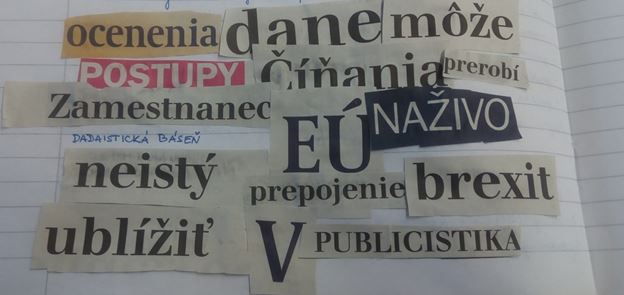 ocenenia dane môže
POSTUPY Číňania prerobí
Zamestnanec EÚ NAŽIVO
DADAISTICKÁ BÁSEŇ
neistý prepojenie brexit
ublížiť V PUBLICISTIKA